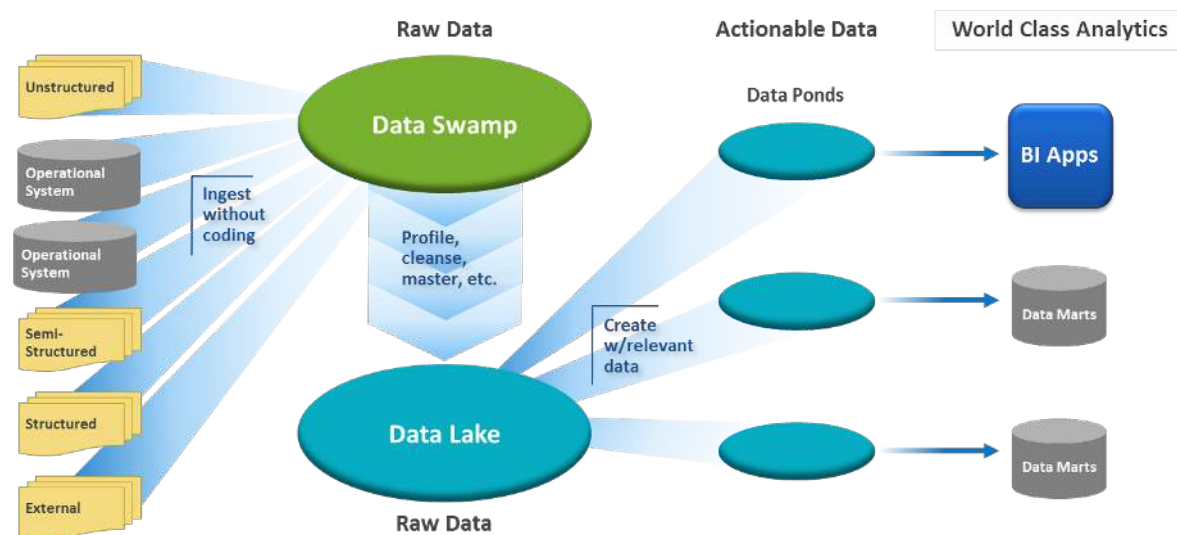 Raw Data
Actionable Data
World Class Analytics
Unstructured
Data Swamp
Data Ponds
BI Apps
Operational
System
Ingest
without
coding
Operational
System
Profile,
cleanse,
master, etc.
Semi-
Structured
Create
w/relevant
data
Data Marts
Structured
Data Lake
Data Marts
External
Raw Data